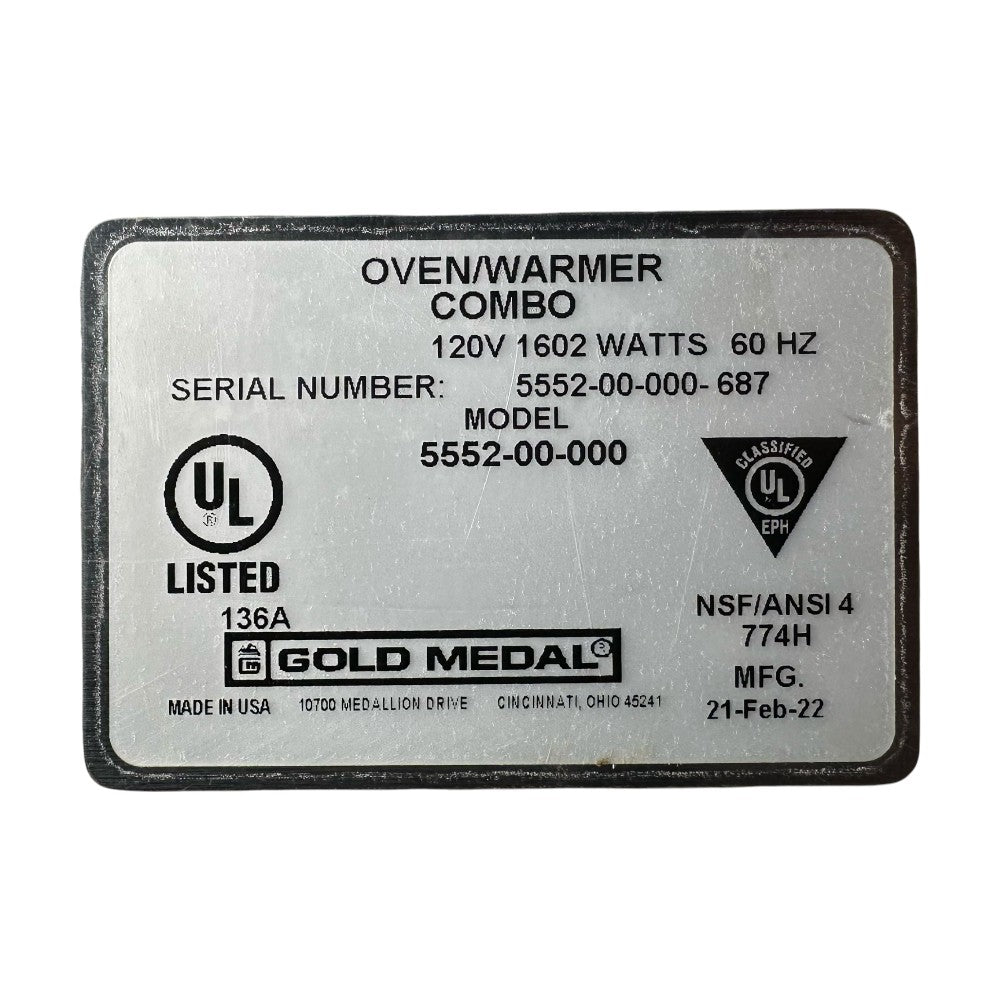 OVEN/WARMER
COMBO
120V 1602 WATTS 60 HZ
SERIAL NUMBER: 5552-00-000-687
MODEL
5552-00-000
UL
®
LISTED
136A
CLASSIFIED
UL
EPH
NSF/ANSI 4
774H
GOLD MEDAL®
MFG.
21-Feb-22
MADE IN USA 10700 MEDALLION DRIVE CINCINNATI, OHIO 45241